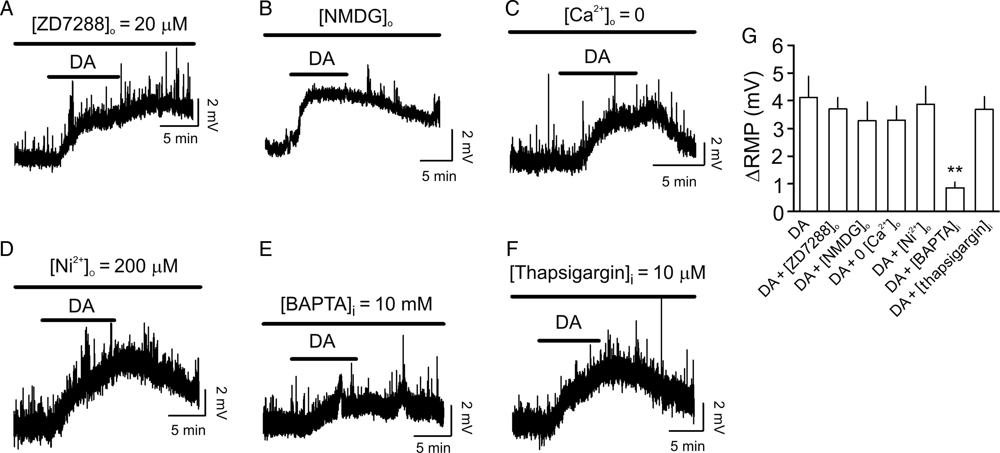 A
[ZD7288]o = 20 μM
DA
2 mV
5 min
B
[NMDG]o
DA
2 mV
5 min
C
[Ca2+]o = 0
DA
2 mV
5 min
D
[Ni2+]o = 200 μM
DA
2 mV
5 min
E
[BAPTA]i = 10 mM
DA
2 mV
5 min
F
[Thapsigargin]i = 10 μM
DA
2 mV
5 min
G
ΔRMP (mV)
6
5
4
3
2
1
0
**
DA
DA + [ZD7288]o
DA + [NMDG]o
DA + 0 [Ca2+]o
DA + [Ni2+]o
DA + [BAPTA]i
DA + [thapsigargin]i